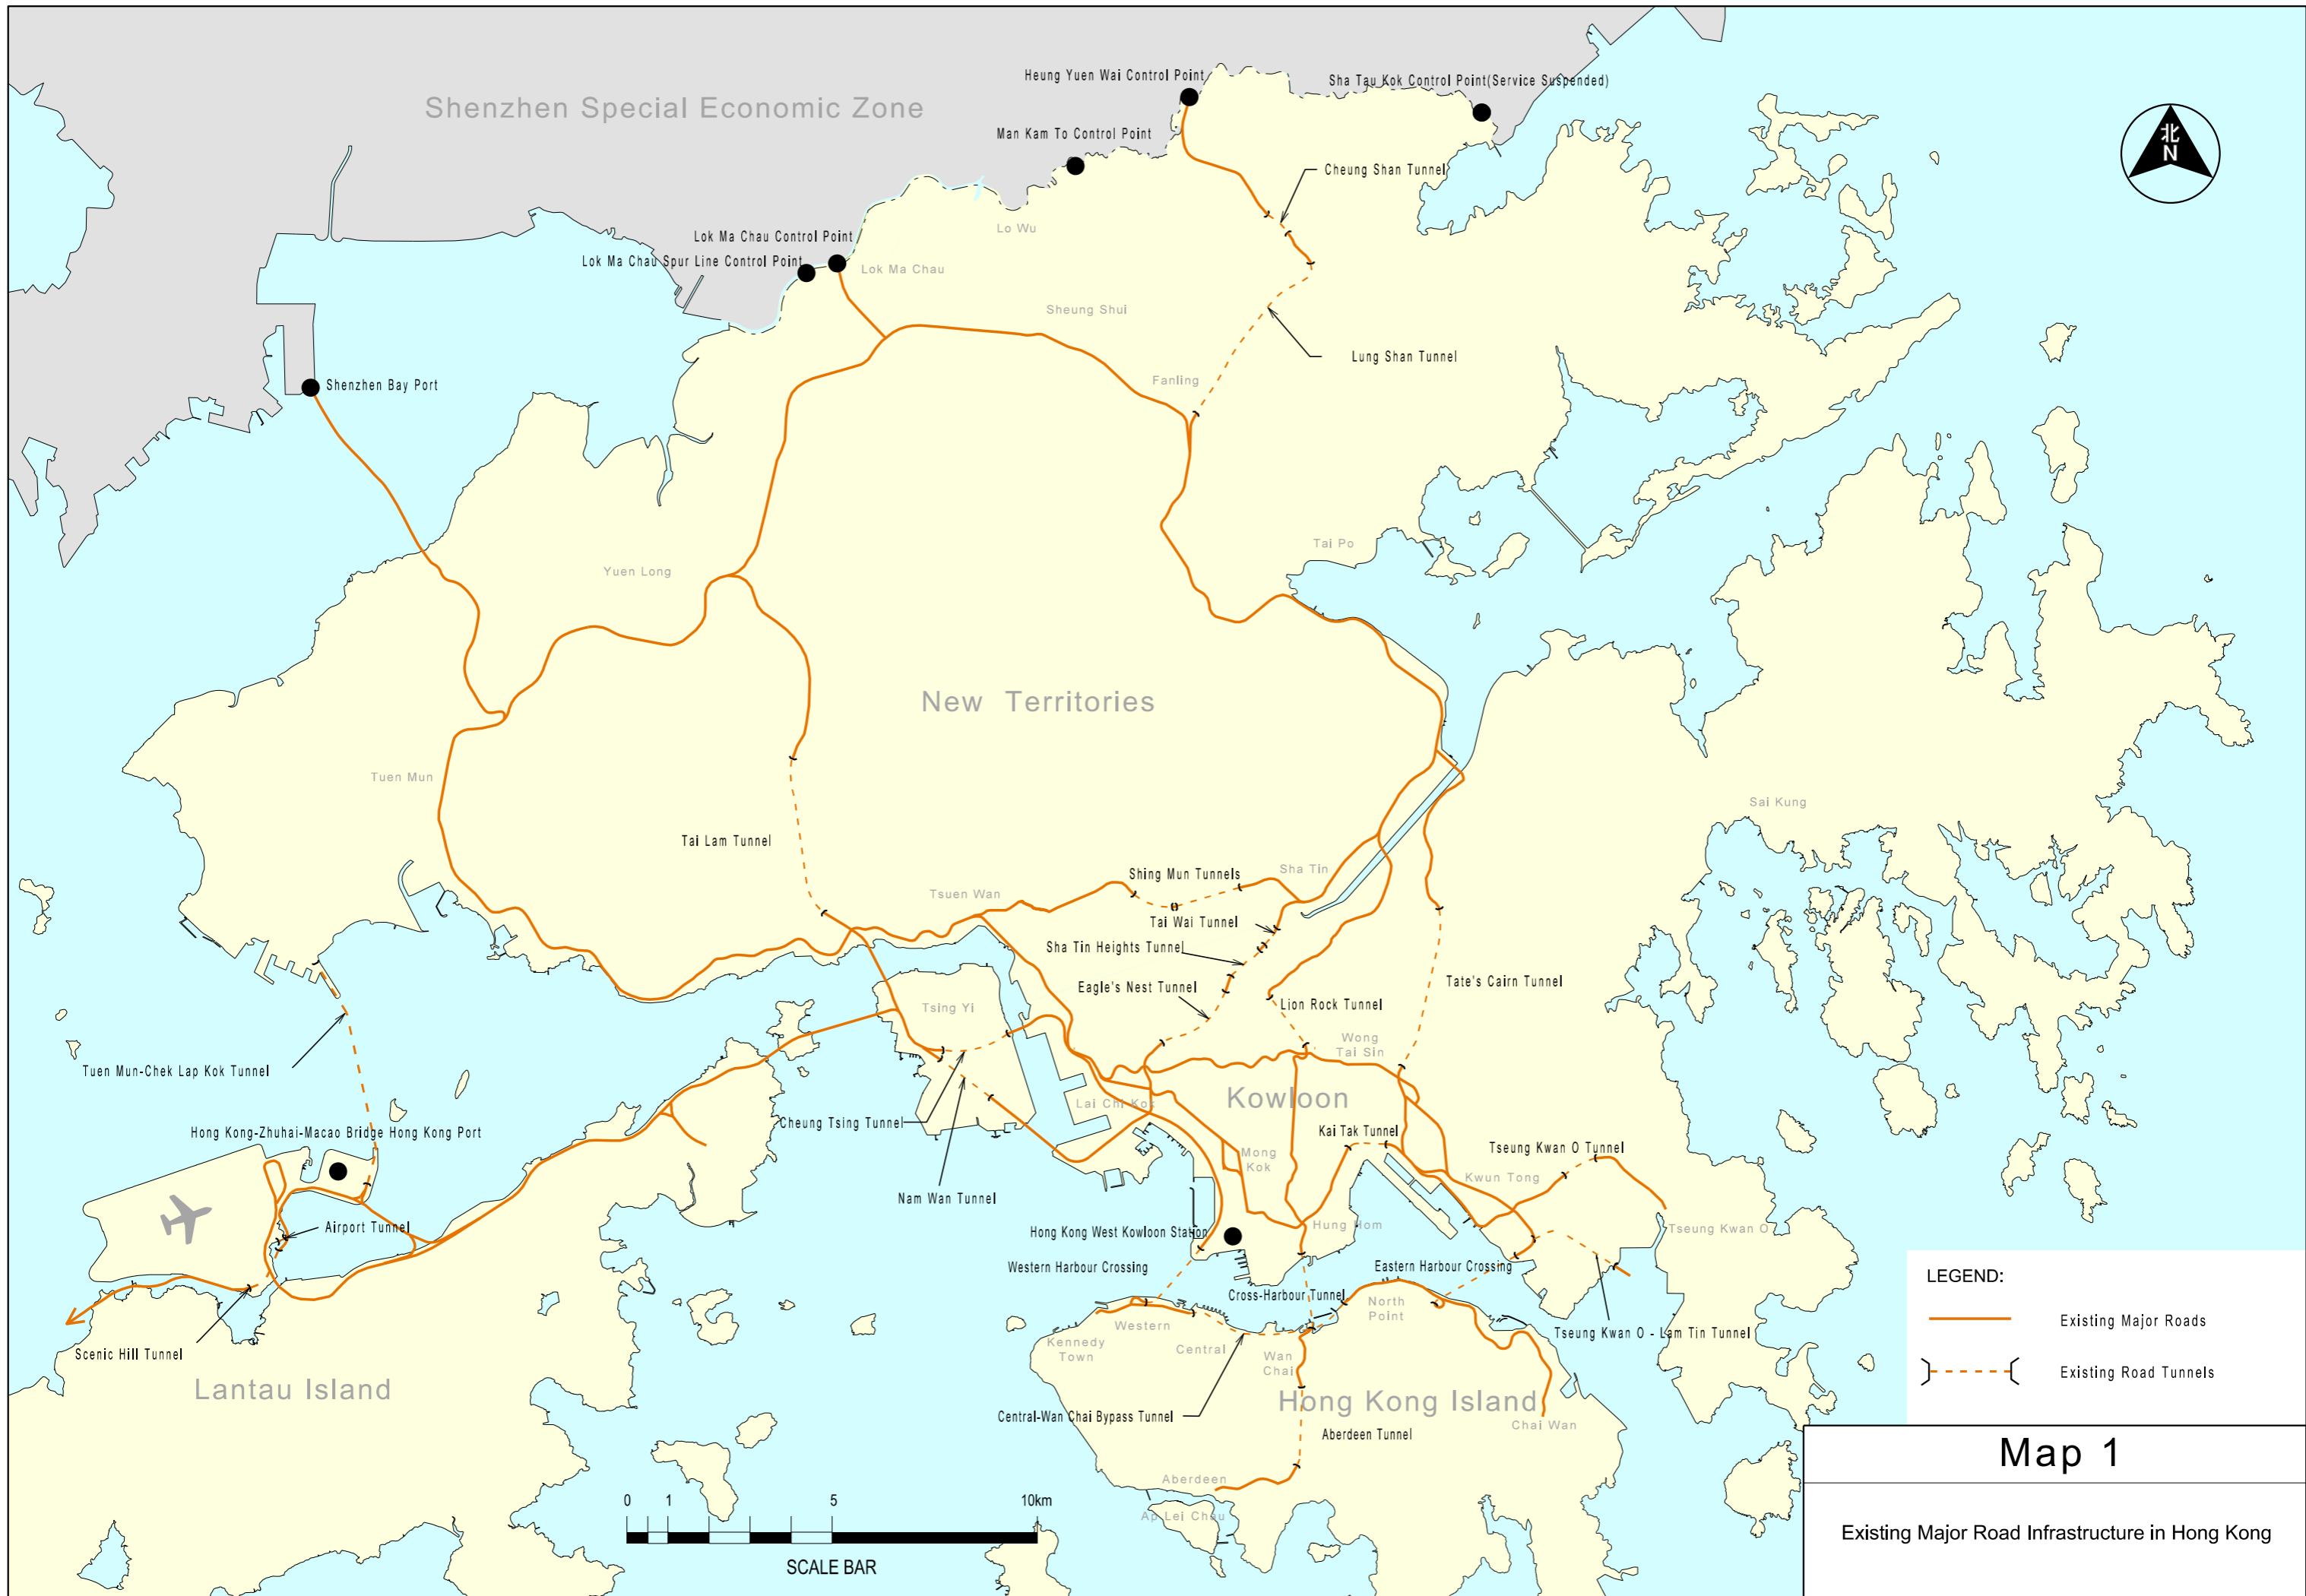 Heung Yuen Wai Control Point
Sha Tau Kok Control Point(Service Suspended)
Shenzhen Special Economic Zone
北
N
Man Kam To Control Point
Cheung Shan Tunnel
Lo Wu
Lok Ma Chau Control Point
Lok Ma Chau Spur Line Control Point
Lok Ma Chau
Sheung Shui
Lung Shan Tunnel
Shenzhen Bay Port
Fanling
Tai Po
Yuen Long
New Territories
Tuen Mun
Sai Kung
Tai Lam Tunnel
Shing Mun Tunnels
Sha Tin
Tsuen Wan
Tai Wai Tunnel
Sha Tin Heights Tunnel
Eagle's Nest Tunnel
Tate's Cairn Tunnel
Lion Rock Tunnel
Tsing Yi
Wong
Tai Sin
Tuen Mun-Chek Lap Kok Tunnel
Kowloon
Lai Chi Kok
Cheung Tsing Tunnel
Hong Kong-Zhuhai-Macao Bridge Hong Kong Port
Kai Tak Tunnel
Tseung Kwan O Tunnel
Mong
Kok
Kwun Tong
Nam Wan Tunnel
Airport Tunnel
Hong Kong West Kowloon Station
Hung Hom
Tseung Kwan O
Western Harbour Crossing
Eastern Harbour Crossing
Cross-Harbour Tunnel
North
Point
Western
Kennedy
Town
Central
Wan
Chai
Tseung Kwan O - Lam Tin Tunnel
Scenic Hill Tunnel
Lantau Island
Hong Kong Island
Central-Wan Chai Bypass Tunnel
Chai Wan
Aberdeen Tunnel
Aberdeen
Ap Lei Chau
0 1 5 10km
SCALE BAR
LEGEND:
Existing Major Roads
Existing Road Tunnels
Map 1
Existing Major Road Infrastructure in Hong Kong